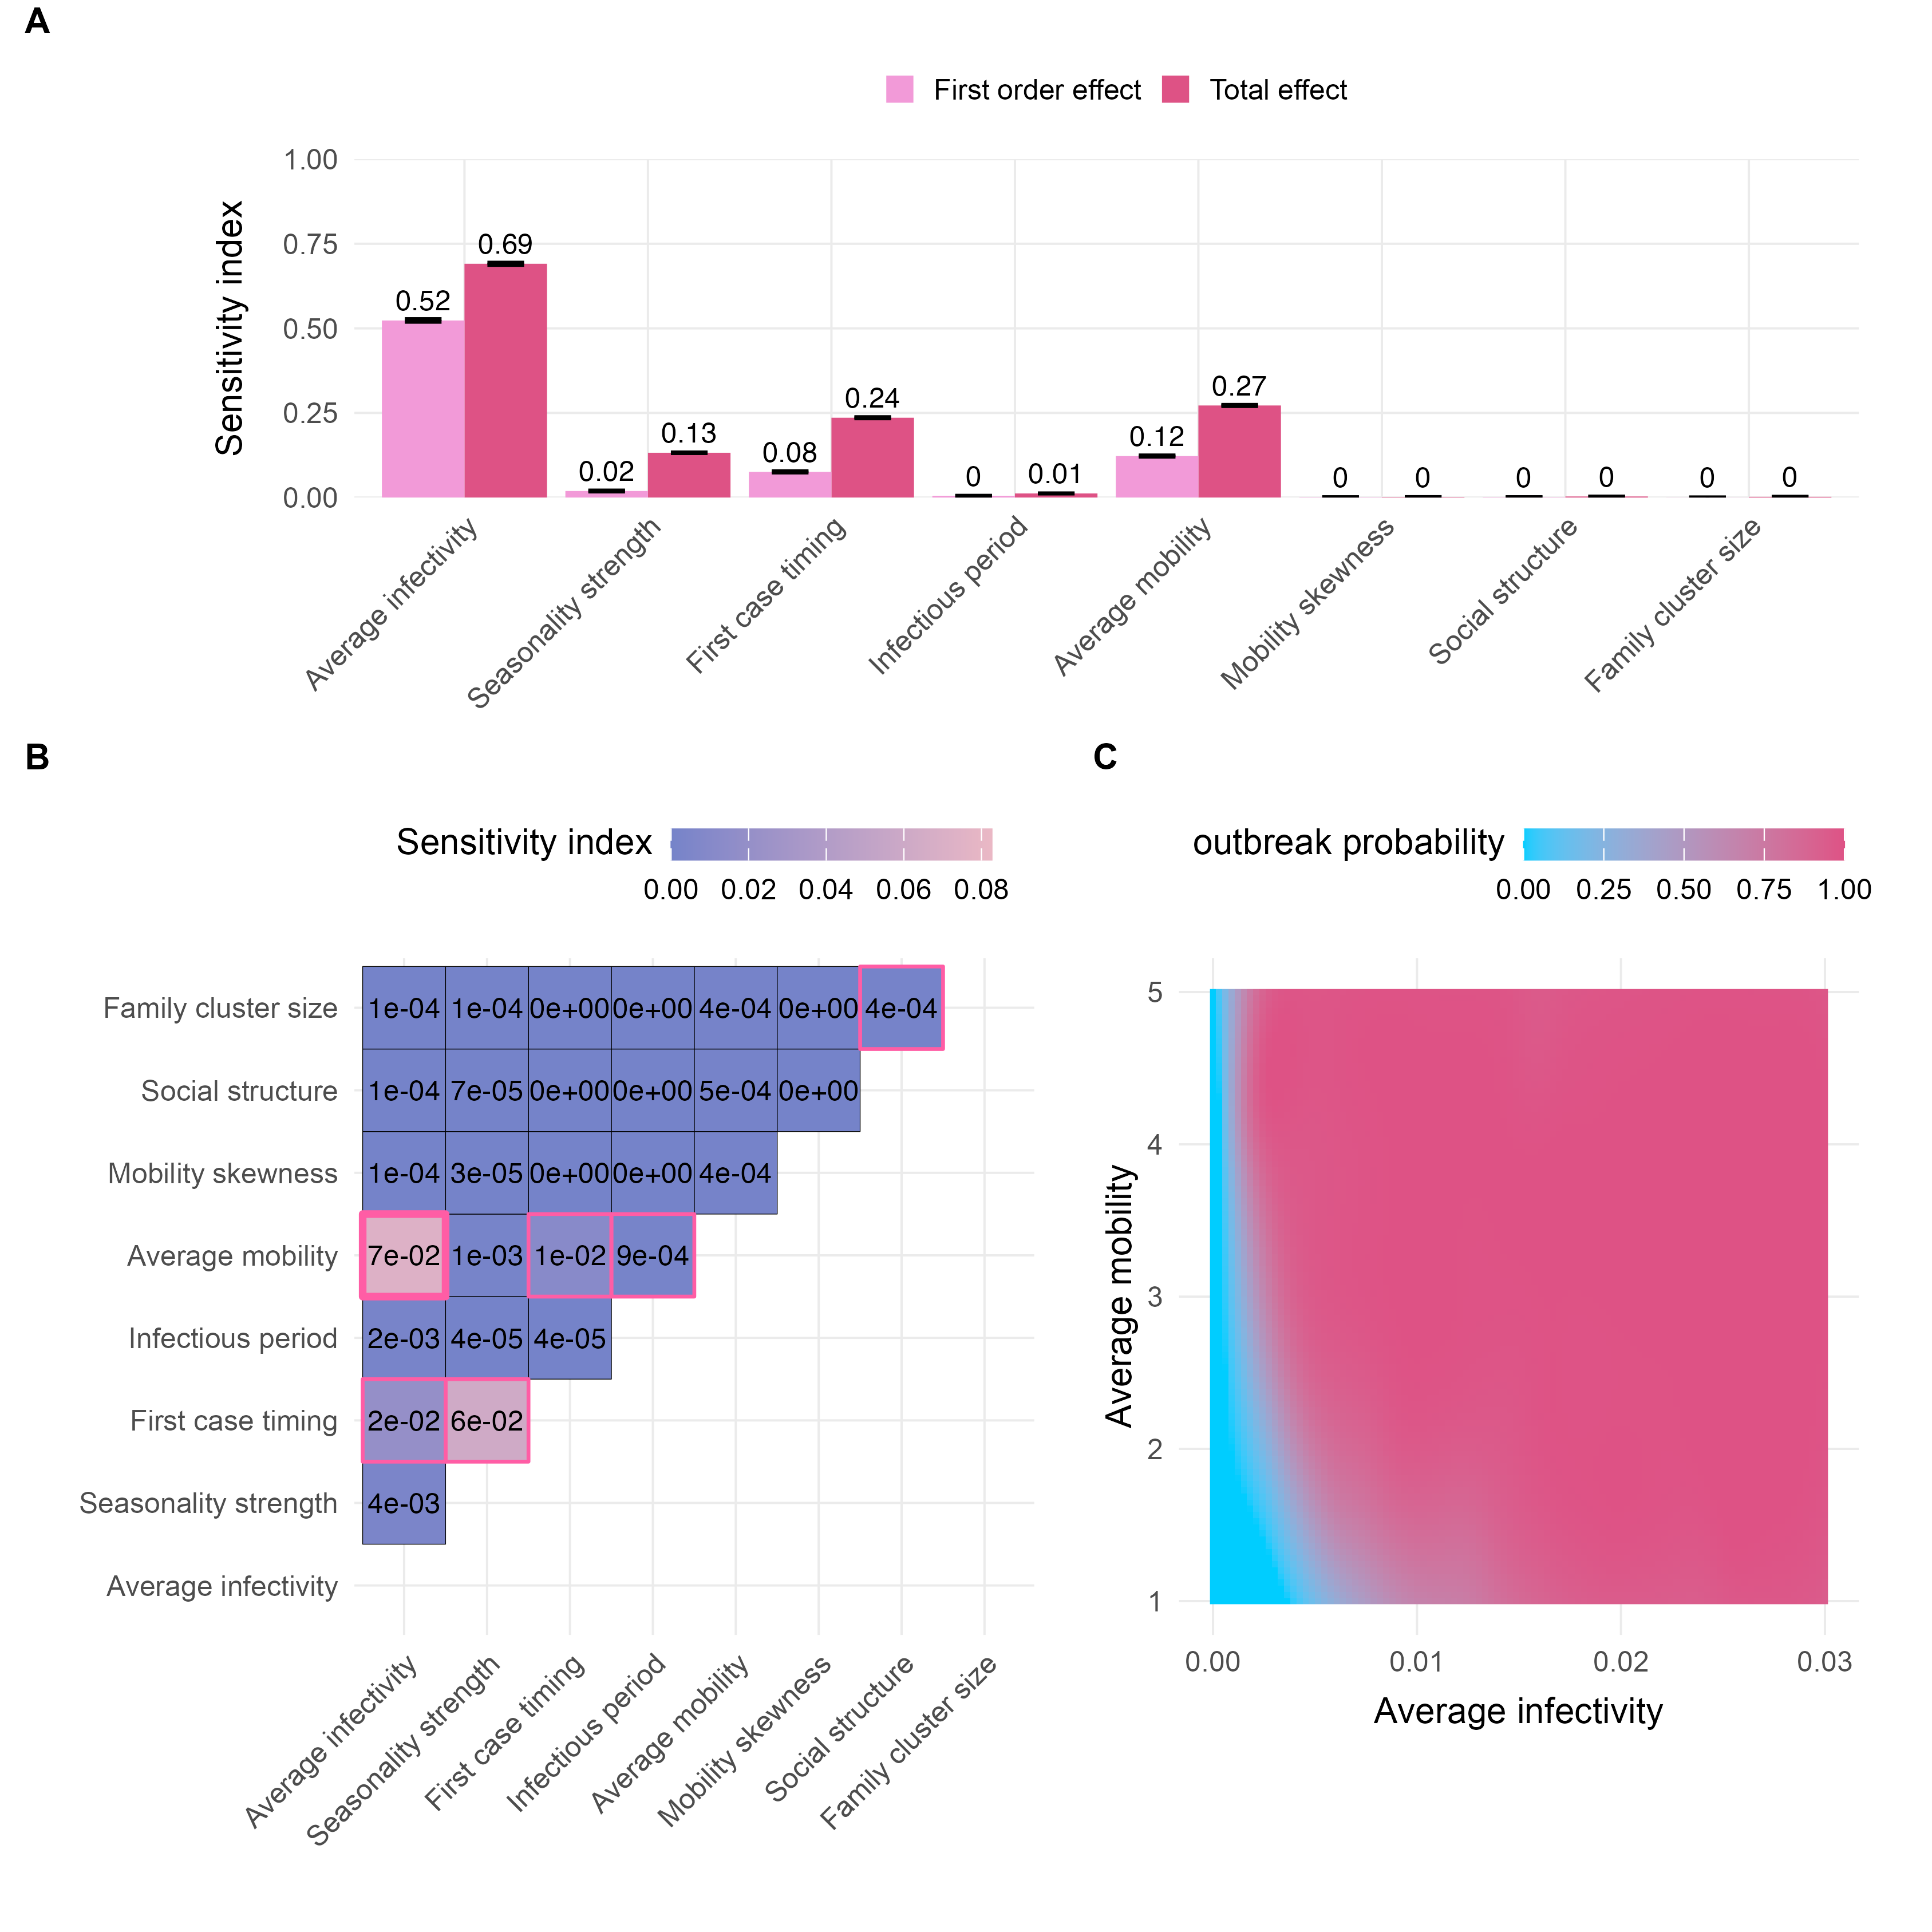 A
First order effect Total effect
Sensitivity index
1.00
0.75
0.50
0.25
0.00
0.52 0.69 0.02 0.13 0.08 0.24 0 0.01 0.12 0.27 0 0 0 0 0 0
Average infectivity
Seasonality strength
First case timing
Infectious period
Average mobility
Mobility skewness
Social structure
Family cluster size
B
Sensitivity index
0.00 0.02 0.04 0.06 0.08
Family cluster size 1e-04 1e-04 0e+00 0e+00 4e-04 0e+00 4e-04
Social structure 1e-04 7e-05 0e+00 0e+00 5e-04 0e+00
Mobility skewness 1e-04 3e-05 0e+00 0e+00 4e-04
Average mobility 7e-02 1e-03 1e-02 9e-04
Infectious period 2e-03 4e-05 4e-05
First case timing 2e-02 6e-02
Seasonality strength 4e-03
Average infectivity
Average infectivity
Seasonality strength
First case timing
Infectious period
Average mobility
Mobility skewness
Social structure
Family cluster size
C
outbreak probability
0.00 0.25 0.50 0.75 1.00
Average mobility
5
4
3
2
1
0.00 0.01 0.02 0.03
Average infectivity